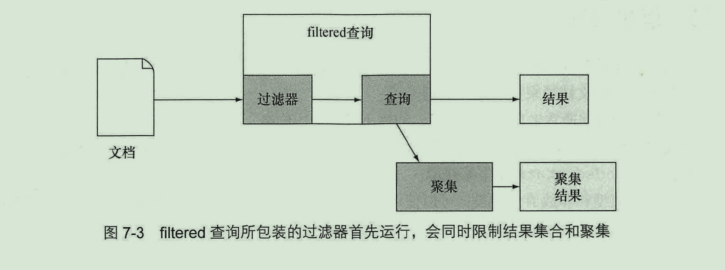 filtered查询
过滤器
查询
结果
文档
聚集
聚集
结果
图 7-3 filtered 查询所包装的过滤器首先运行，会同时限制结果集合和聚集